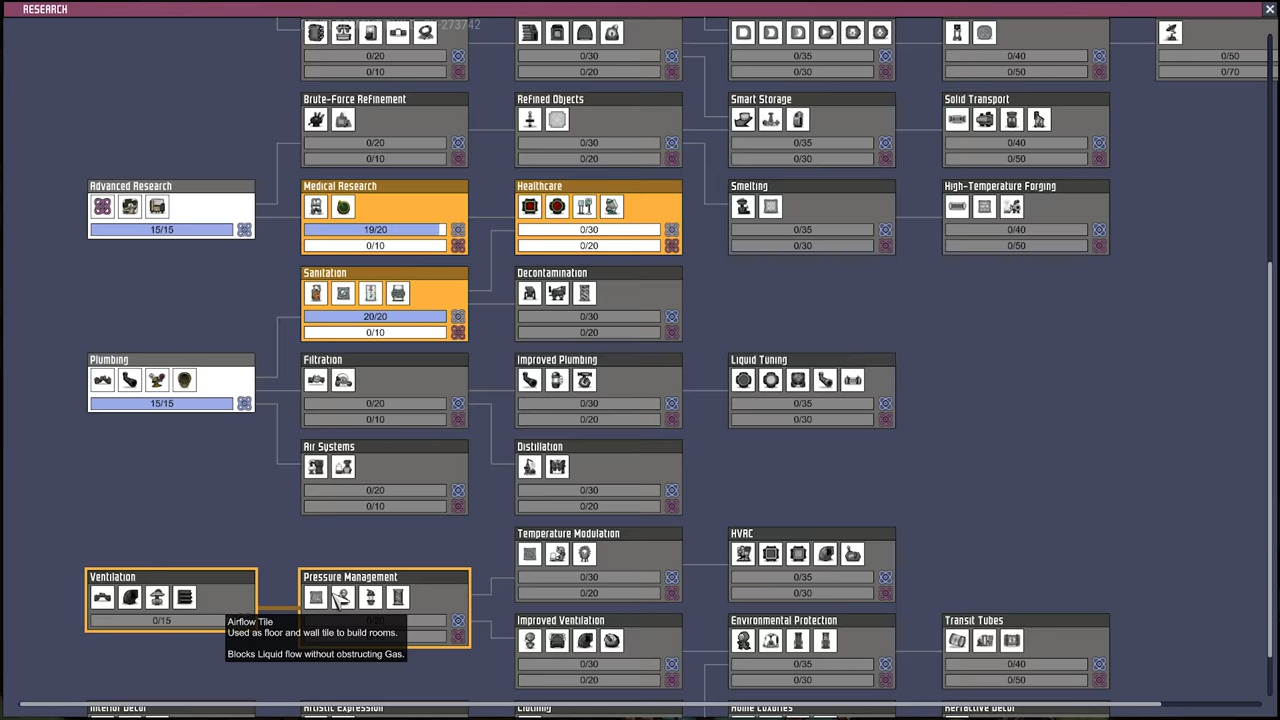 RESEARCH
273742
0/20 0/30 0/35 0/40 0/50
0/10 0/20 0/30 0/50 0/70
Brute-Force Refinement Refined Objects Smart Storage Solid Transport
0/20 0/30 0/35 0/40
0/10 0/20 0/30 0/50
Advanced Research Medical Research Healthcare Smelting High-Temperature Forging
15/15 19/20 0/30 0/35 0/40
0/10 0/20 0/30 0/50
Sanitation Decontamination
20/20 0/30
0/10 0/20
Plumbing Filtration Improved Plumbing Liquid Tuning
15/15 0/20 0/30 0/35
0/10 0/20 0/30
Air Systems Distillation
0/20 0/30
0/10 0/20
Temperature Modulation HVAC
0/30 0/35
0/20 0/30
Ventilation Pressure Management
0/15 0/20
Airflow Tile
Used as floor and wall tile to build rooms.
Blocks Liquid flow without obstructing Gas.
Improved Ventilation Environmental Protection Transit Tubes
0/30 0/35 0/40
0/20 0/30 0/50
Interior Decor Artistic Expression Clothing Home Luxuries Refractive Decor